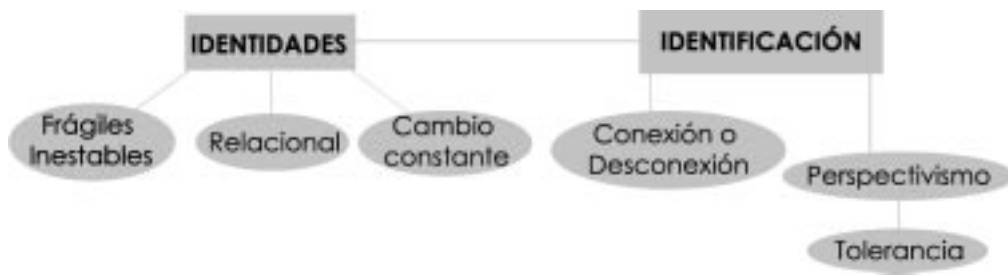 IDENTIDADES
IDENTIFICACIÓN
Frágiles
Inestables
Relacional
Cambio
constante
Conexión o
Desconexión
Perspectivismo
Tolerancia